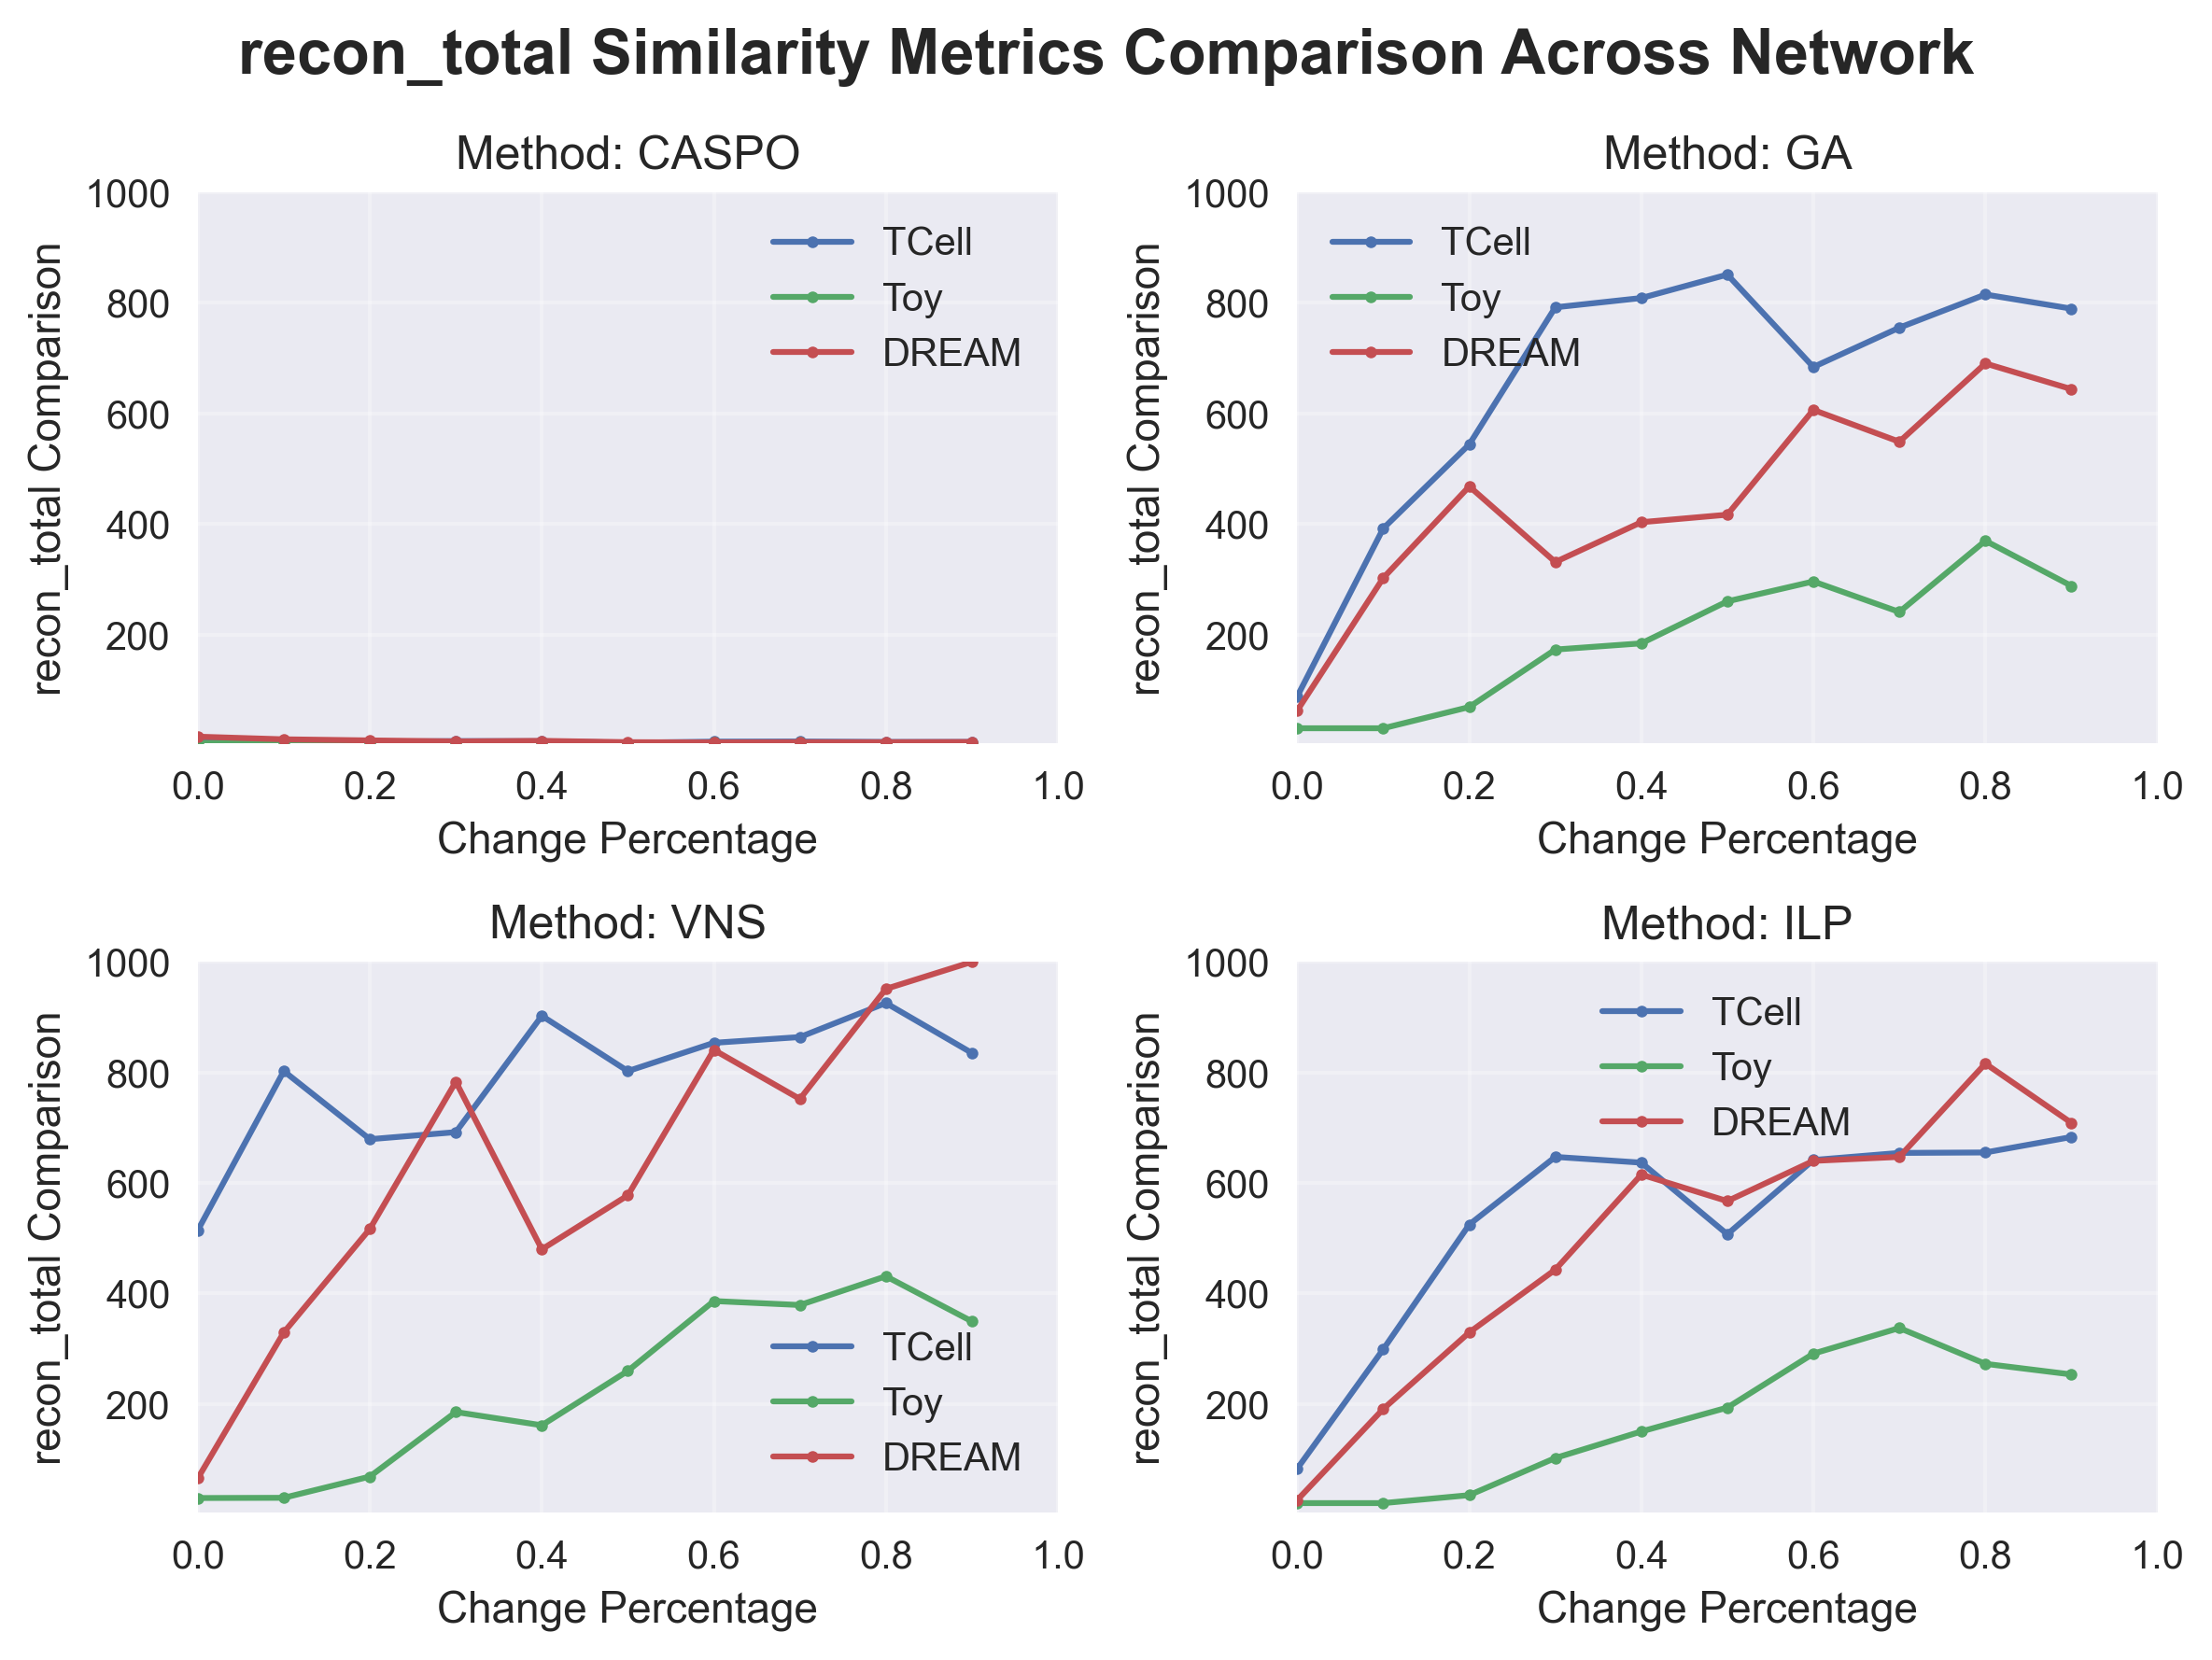 recon_total Similarity Metrics Comparison Across Network
Method: CASPO
recon_total Comparison
1000
800
600
400
200
TCell
Toy
DREAM
0.0 0.2 0.4 0.6 0.8 1.0
Change Percentage
Method: GA
recon_total Comparison
1000
800
600
400
200
TCell
Toy
DREAM
0.0 0.2 0.4 0.6 0.8 1.0
Change Percentage
Method: VNS
recon_total Comparison
1000
800
600
400
200
TCell
Toy
DREAM
0.0 0.2 0.4 0.6 0.8 1.0
Change Percentage
Method: ILP
recon_total Comparison
1000
800
600
400
200
TCell
Toy
DREAM
0.0 0.2 0.4 0.6 0.8 1.0
Change Percentage